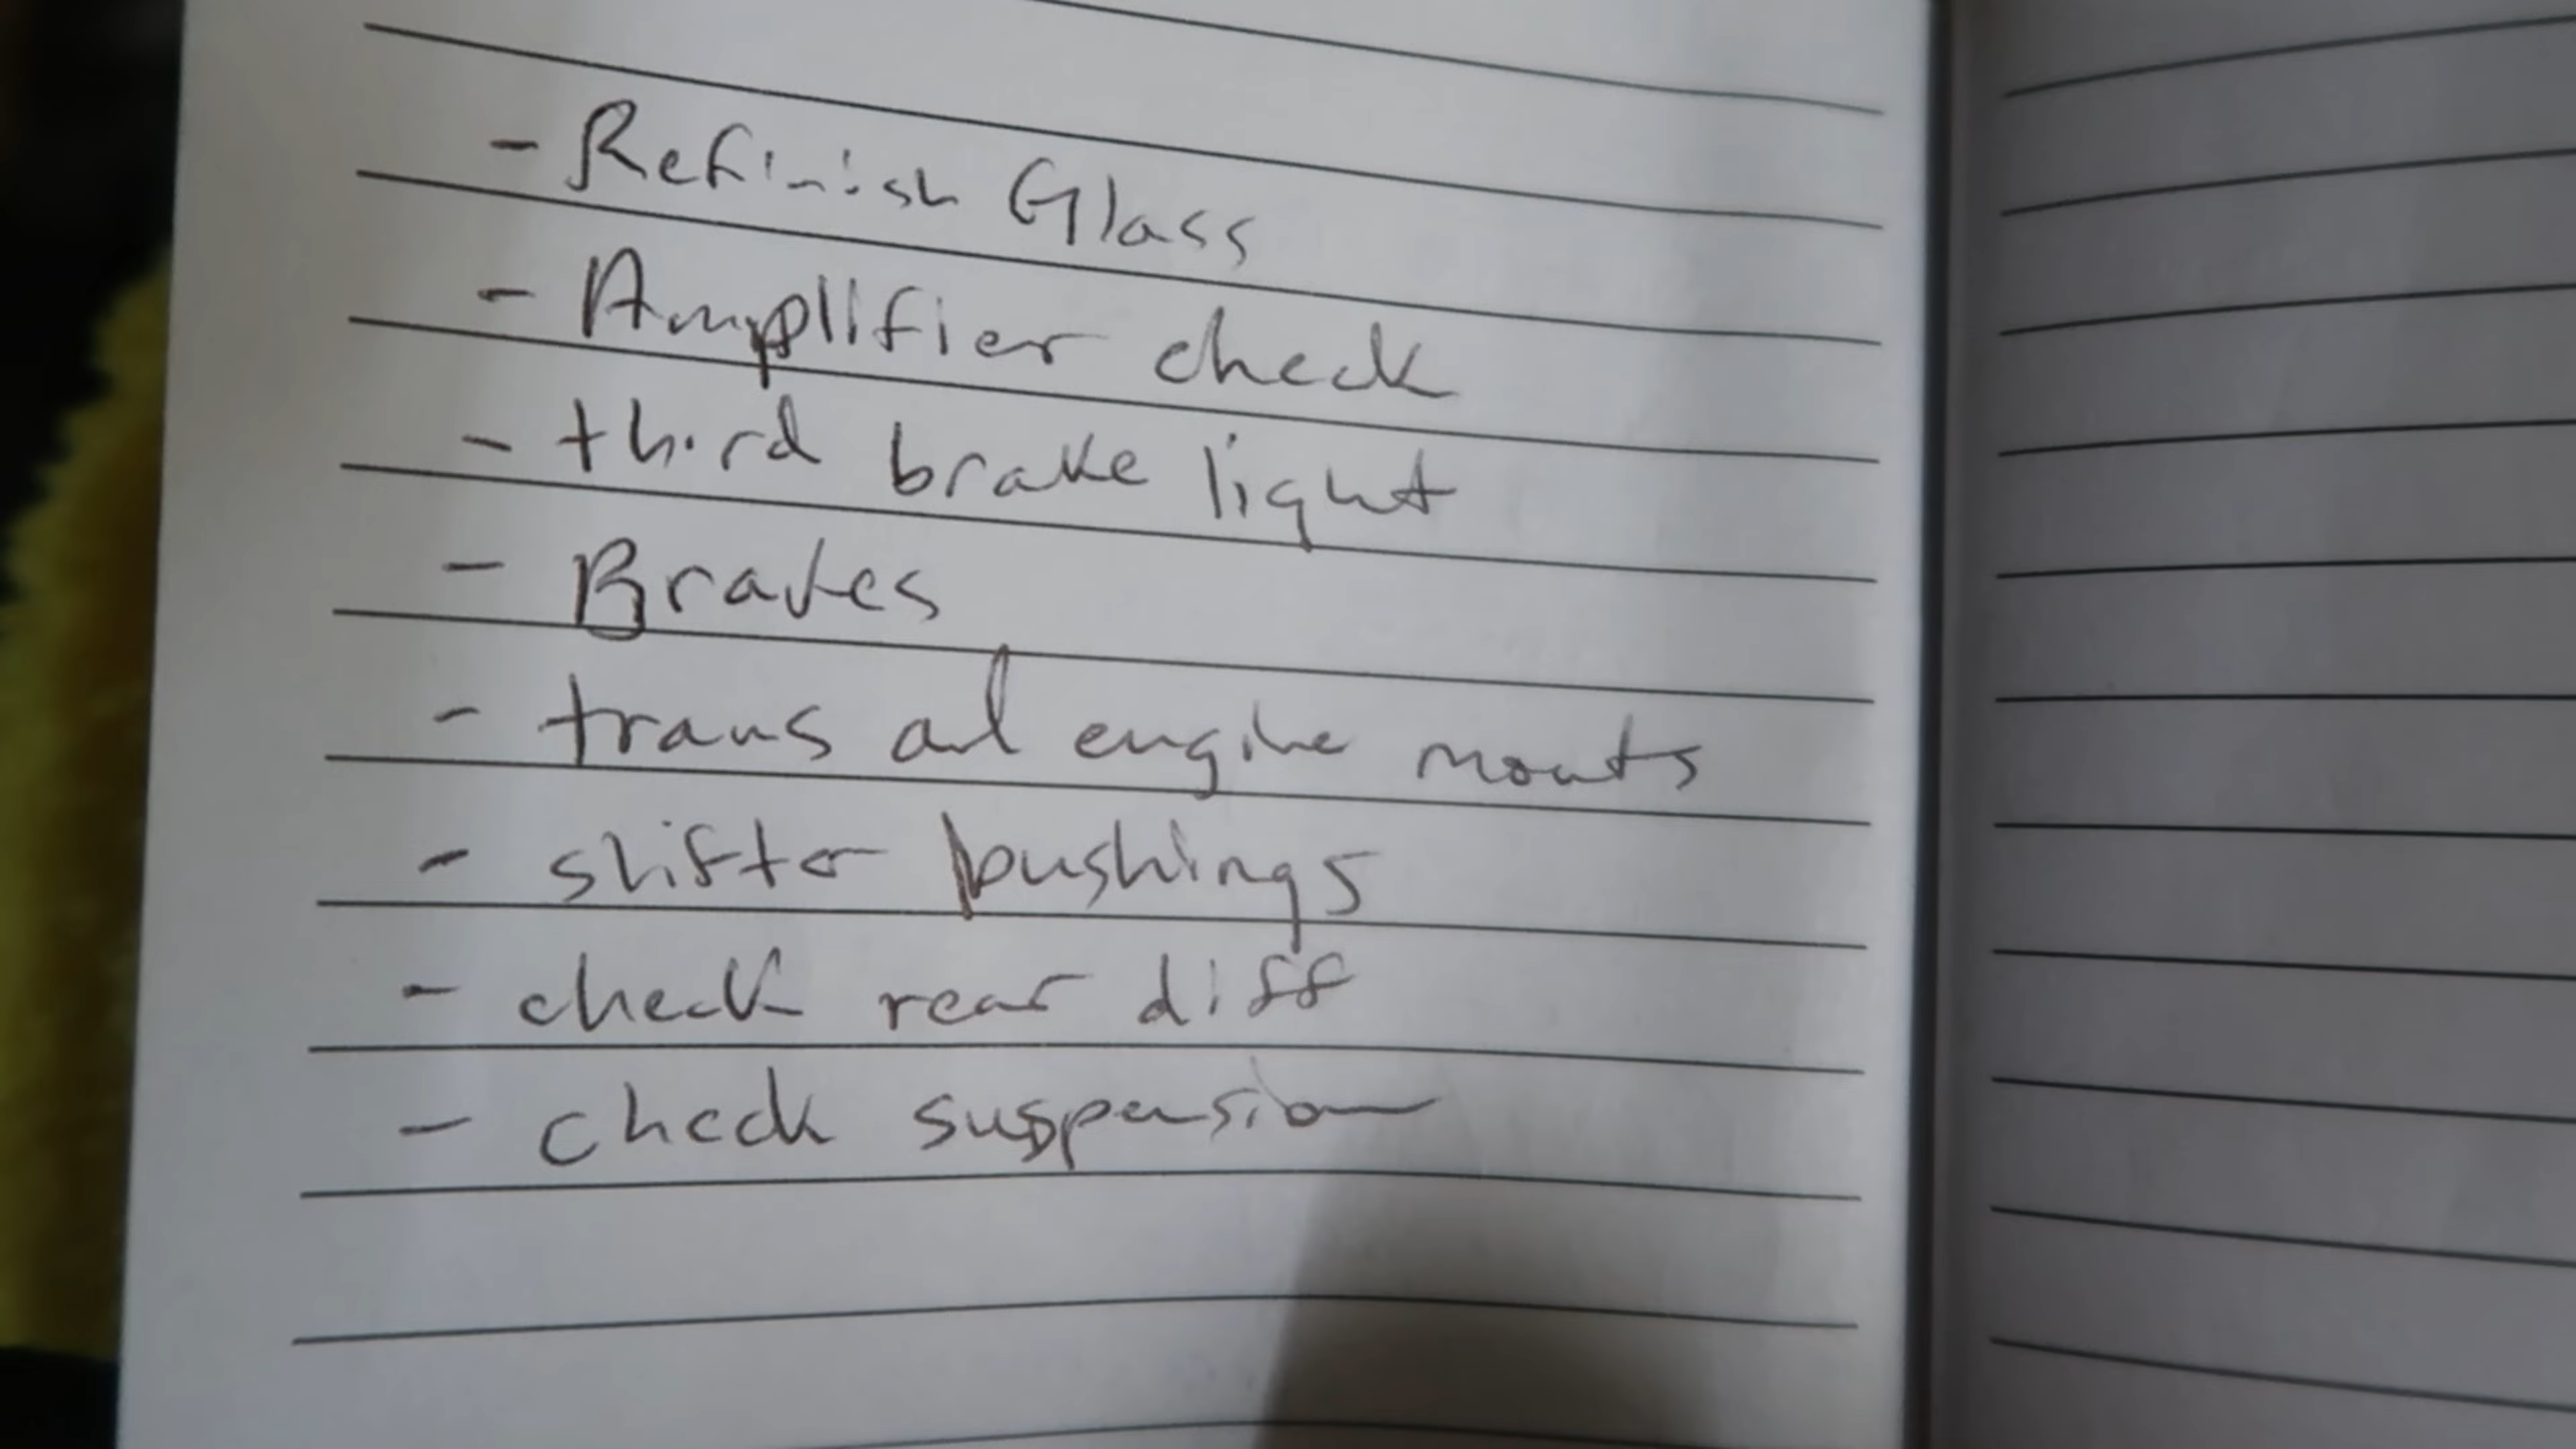 - Refinish Glass
- Amplifier check
- third brake light
- Brakes
- trans and engine mounts
- shifter bushings
- check rear diff
- check suspension